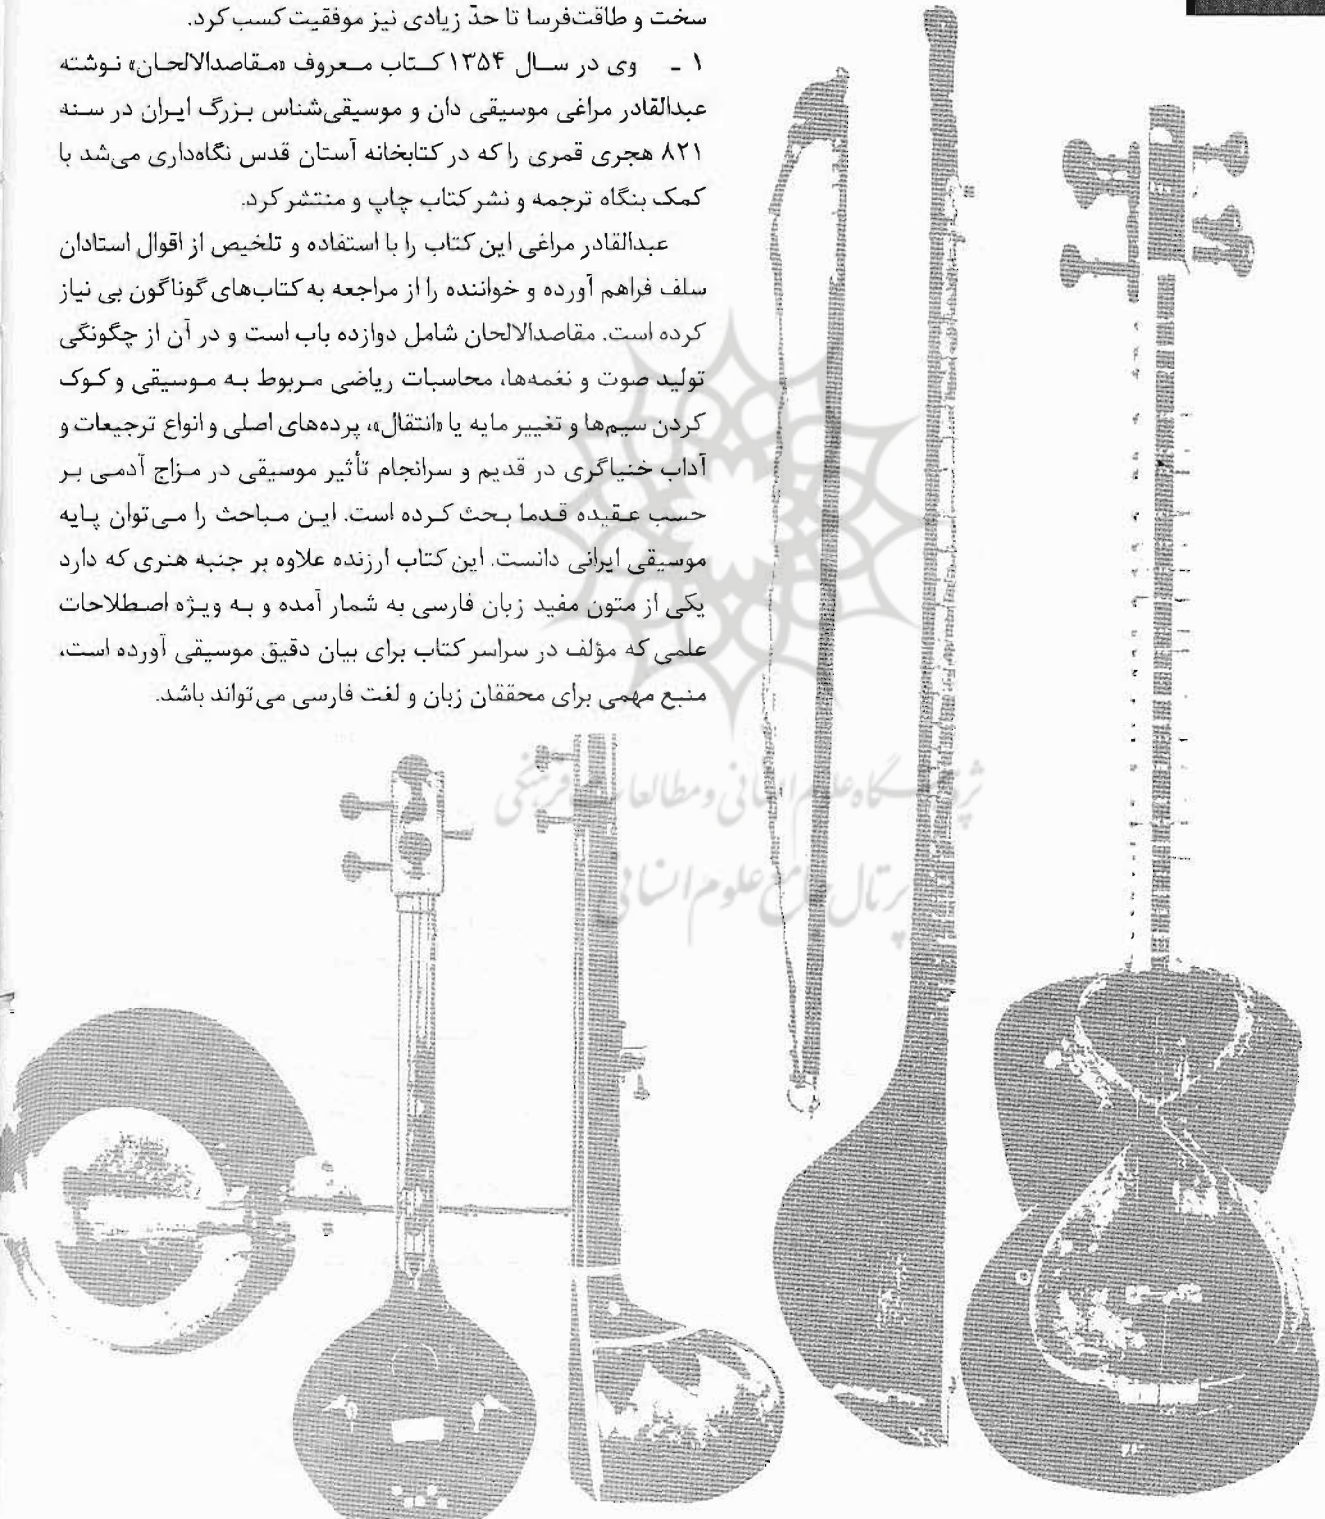 سخت و طاقت‌فرسا تا حدّ زیادی نیز موفقیت کسب کرد.
۱ ـ وی در سال ۱۳۵۴ کتاب معروف «مقاصدالالحان» نوشته
عبدالقادر مراغی موسیقی دان و موسیقی‌شناس بزرگ ایران در سنه
۸۲۱ هجری قمری را که در کتابخانه آستان قدس نگاه‌داری می‌شد با
کمک بنگاه ترجمه و نشر کتاب چاپ و منتشر کرد.
عبدالقادر مراغی این کتاب را با استفاده و تلخیص از اقوال استادان
سلف فراهم آورده و خواننده را از مراجعه به کتاب‌های گوناگون بی نیاز
کرده است. مقاصدالالحان شامل دوازده باب است و در آن از چگونگی
تولید صوت و نغمه‌ها، محاسبات ریاضی مربوط به موسیقی و کوک
کردن سیم‌ها و تغییر مایه یا «انتقال»، پرده‌های اصلی و انواع ترجیعات و
آداب خنیاگری در قدیم و سرانجام تأثیر موسیقی در مزاج آدمی بر
حسب عقیده قدما بحث کرده است. این مباحث را می‌توان پایه
موسیقی ایرانی دانست. این کتاب ارزنده علاوه بر جنبه هنری که دارد
یکی از متون مفید زبان فارسی به شمار آمده و به ویژه اصطلاحات
علمی که مؤلف در سراسر کتاب برای بیان دقیق موسیقی آورده است،
منبع مهمی برای محققان زبان و لغت فارسی می‌تواند باشد.
پژوهشگاه علوم انسانی و مطالعات فرهنگی
پرتال جامع علوم انسانی